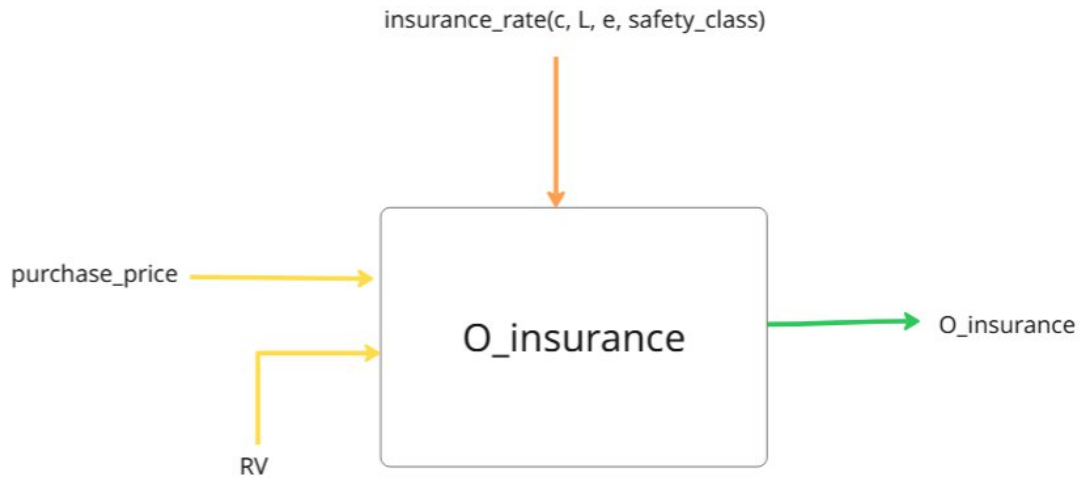 insurance_rate(c, L, e, safety_class)
purchase_price
O_insurance
O_insurance
RV